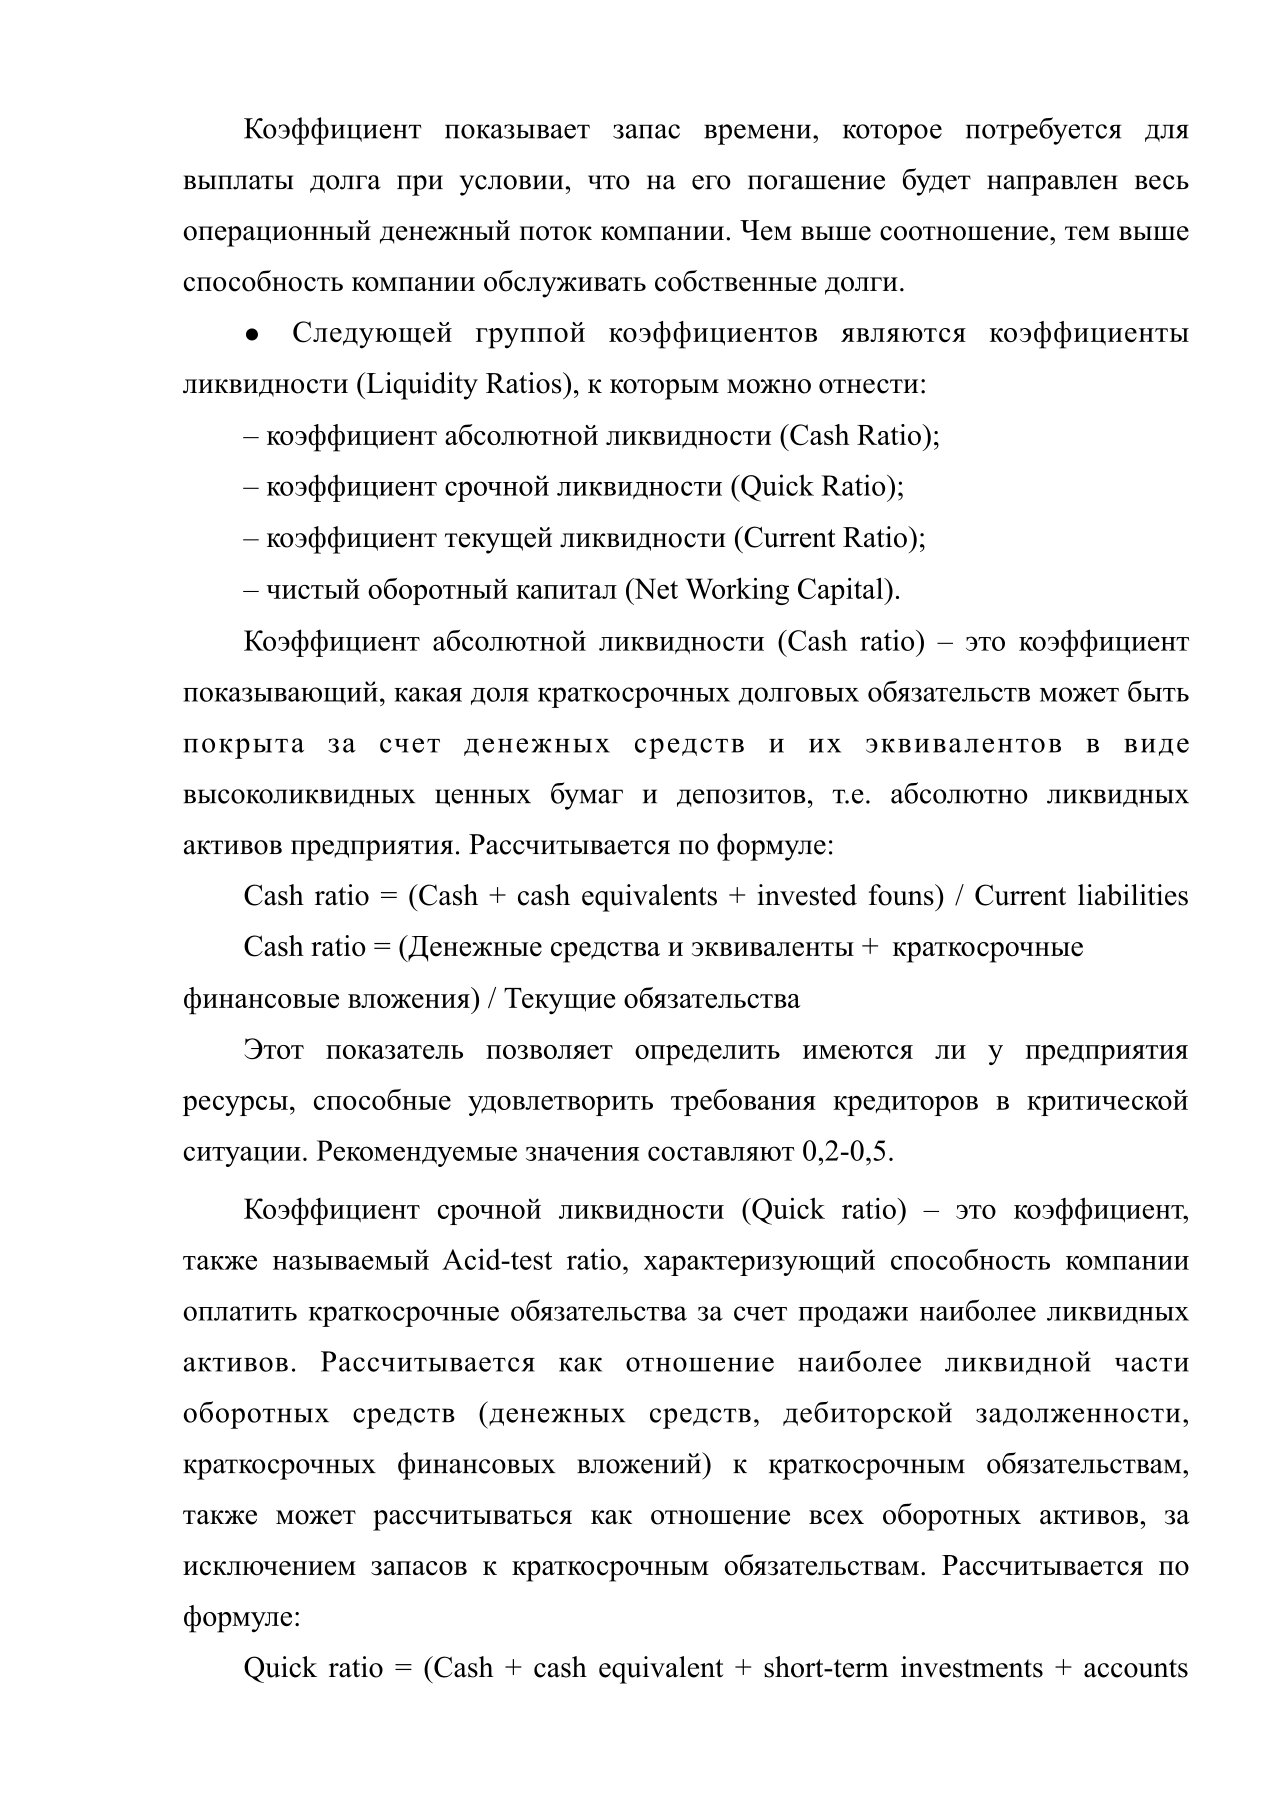 Коэффициент показывает запас времени, которое потребуется для
выплаты долга при условии, что на его погашение будет направлен весь
операционный денежный поток компании. Чем выше соотношение, тем выше
способность компании обслуживать собственные долги.
● Следующей группой коэффициентов являются коэффициенты
ликвидности (Liquidity Ratios), к которым можно отнести:
– коэффициент абсолютной ликвидности (Cash Ratio);
– коэффициент срочной ликвидности (Quick Ratio);
– коэффициент текущей ликвидности (Current Ratio);
– чистый оборотный капитал (Net Working Capital).
Коэффициент абсолютной ликвидности (Cash ratio) – это коэффициент
показывающий, какая доля краткосрочных долговых обязательств может быть
покрыта за счет денежных средств и их эквивалентов в виде
высоколиквидных ценных бумаг и депозитов, т.е. абсолютно ликвидных
активов предприятия. Рассчитывается по формуле:
Cash ratio = (Cash + cash equivalents + invested founs) / Current liabilities
Cash ratio = (Денежные средства и эквиваленты + краткосрочные
финансовые вложения) / Текущие обязательства
Этот показатель позволяет определить имеются ли у предприятия
ресурсы, способные удовлетворить требования кредиторов в критической
ситуации. Рекомендуемые значения составляют 0,2-0,5.
Коэффициент срочной ликвидности (Quick ratio) – это коэффициент,
также называемый Acid-test ratio, характеризующий способность компании
оплатить краткосрочные обязательства за счет продажи наиболее ликвидных
активов. Рассчитывается как отношение наиболее ликвидной части
оборотных средств (денежных средств, дебиторской задолженности,
краткосрочных финансовых вложений) к краткосрочным обязательствам,
также может рассчитываться как отношение всех оборотных активов, за
исключением запасов к краткосрочным обязательствам. Рассчитывается по
формуле:
Quick ratio = (Cash + cash equivalent + short-term investments + accounts